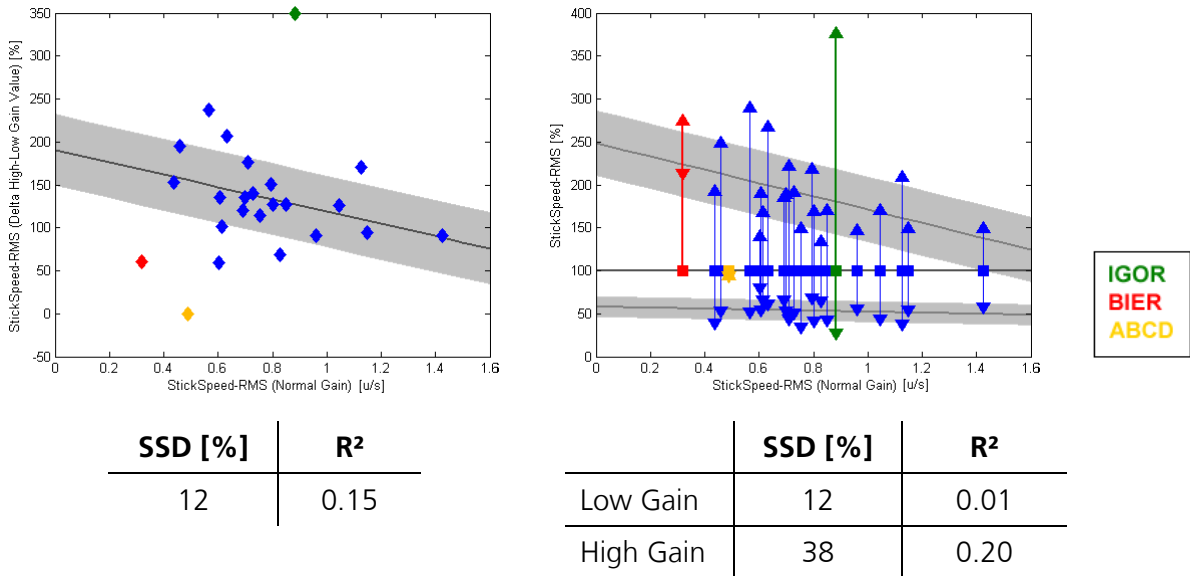 StickSpeed-RMS (Delta High-Low Gain Value) [%]
350
300
250
200
150
100
50
0
-50
0 0.2 0.4 0.6 0.8 1 1.2 1.4 1.6
StickSpeed-RMS (Normal Gain) [u/s]
StickSpeed-RMS [%]
400
350
300
250
200
150
100
50
0
0 0.2 0.4 0.6 0.8 1 1.2 1.4 1.6
StickSpeed-RMS (Normal Gain) [u/s]
IGOR
BIER
ABCD
SSD [%] R²
12 0.15
SSD [%] R²
Low Gain 12 0.01
High Gain 38 0.20